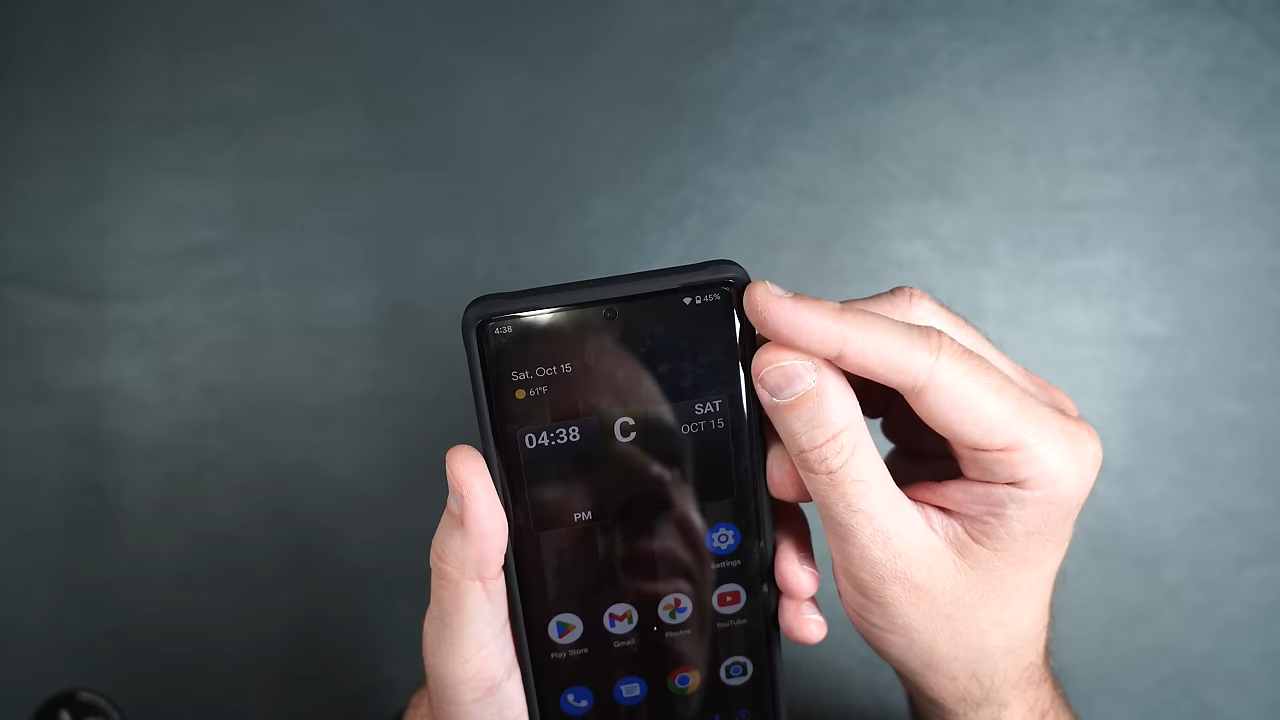 4:38
45%
Sat, Oct 15
61°F
04:38
C
SAT
OCT 15
PM
Settings
Play Store
Gmail
Photos
YouTube